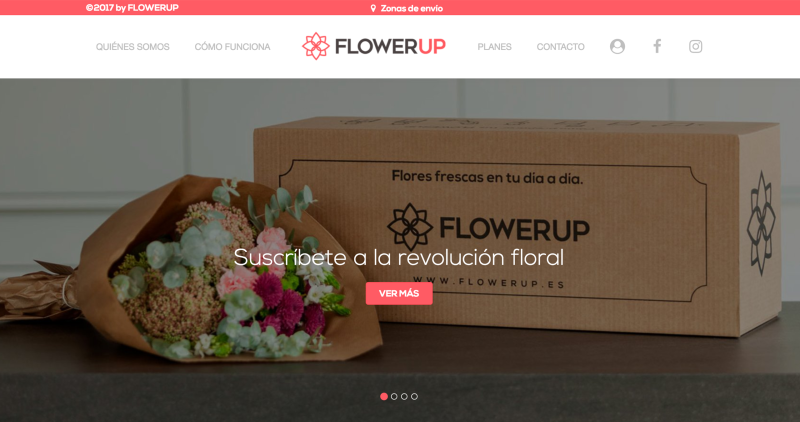 ©2017 by FLOWERUP
Zonas de envío
QUIÉNES SOMOS
CÓMO FUNCIONA
FLOWERUP
PLANES
CONTACTO
Flores frescas en tu día a día.
FLOWERUP
Suscríbete a la revolución floral
WWW.FLOWERUP.ES
VER MÁS